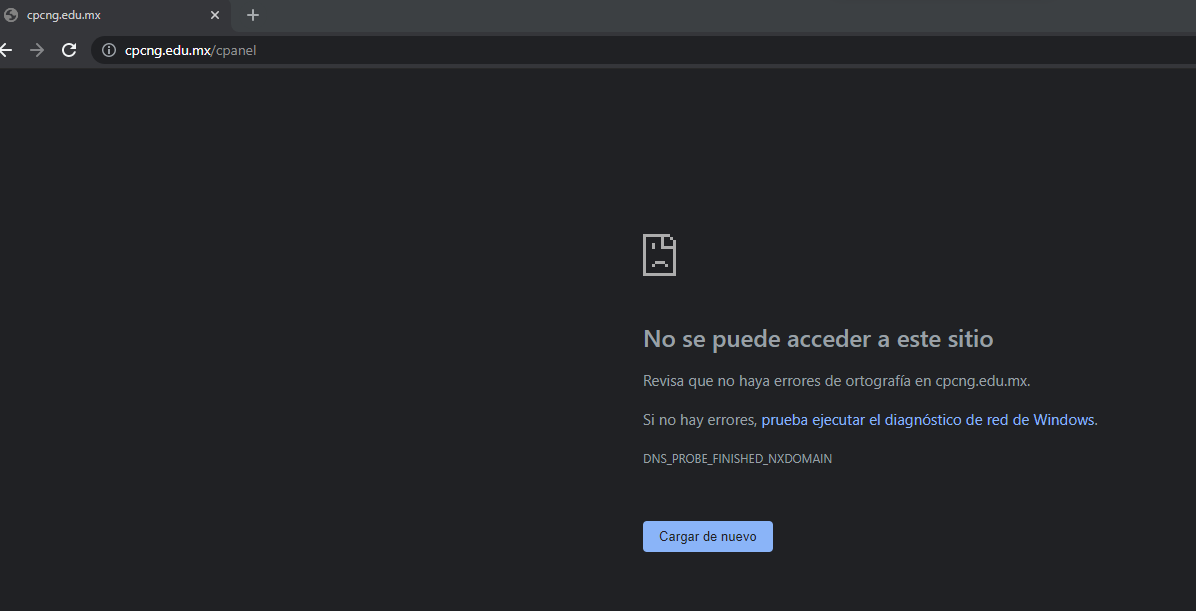 cpcng.edu.mx
cpcng.edu.mx/cpanel
No se puede acceder a este sitio
Revisa que no haya errores de ortografía en cpcng.edu.mx.
Si no hay errores, prueba ejecutar el diagnóstico de red de Windows.
DNS_PROBE_FINISHED_NXDOMAIN
Cargar de nuevo